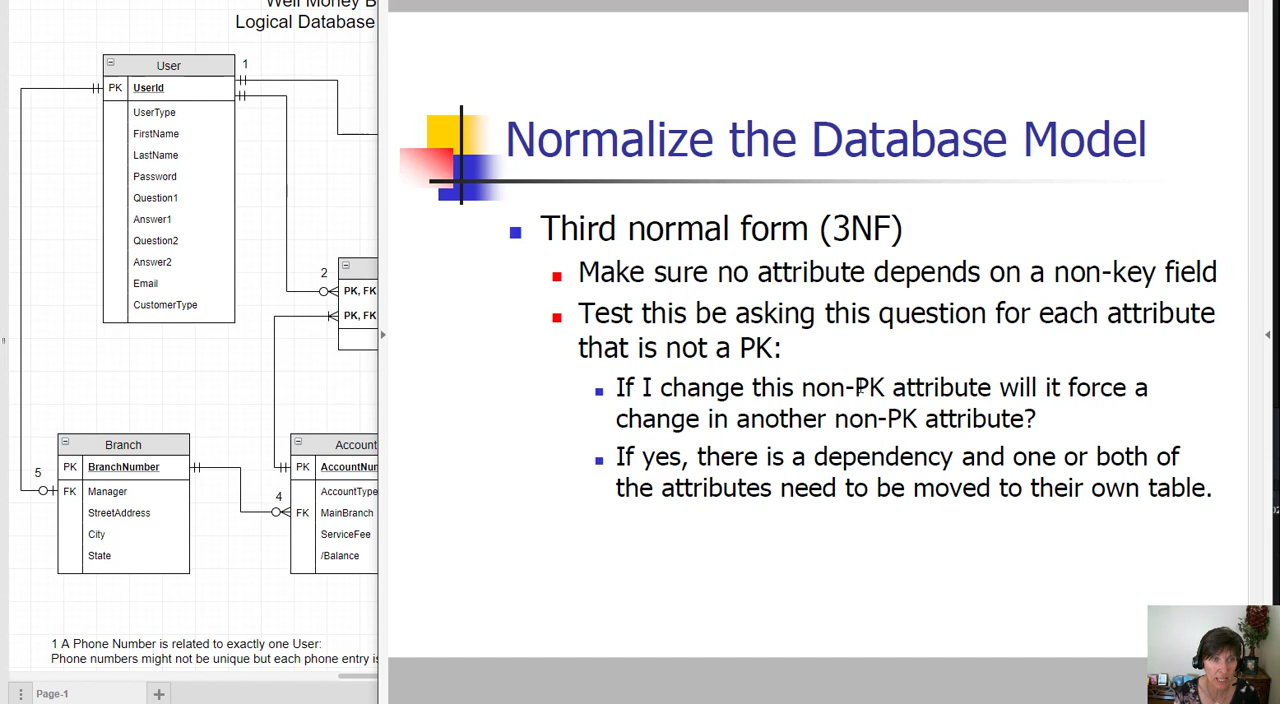 Well Money B
Logical Database
User
1
PK
UserId
UserType
FirstName
LastName
Password
Question1
Answer1
Question2
Answer2
Email
CustomerType
2
PK, FK
PK, FK
Branch
PK
BranchNumber
5
FK
Manager
StreetAddress
City
State
Account
PK
AccountNum
4
AccountType
FK
MainBranch
ServiceFee
/Balance
1 A Phone Number is related to exactly one User:
Phone numbers might not be unique but each phone entry is
Page-1
Normalize the Database Model
Third normal form (3NF)
Make sure no attribute depends on a non-key field
Test this be asking this question for each attribute
that is not a PK:
If I change this non-PK attribute will it force a
change in another non-PK attribute?
If yes, there is a dependency and one or both of
the attributes need to be moved to their own table.